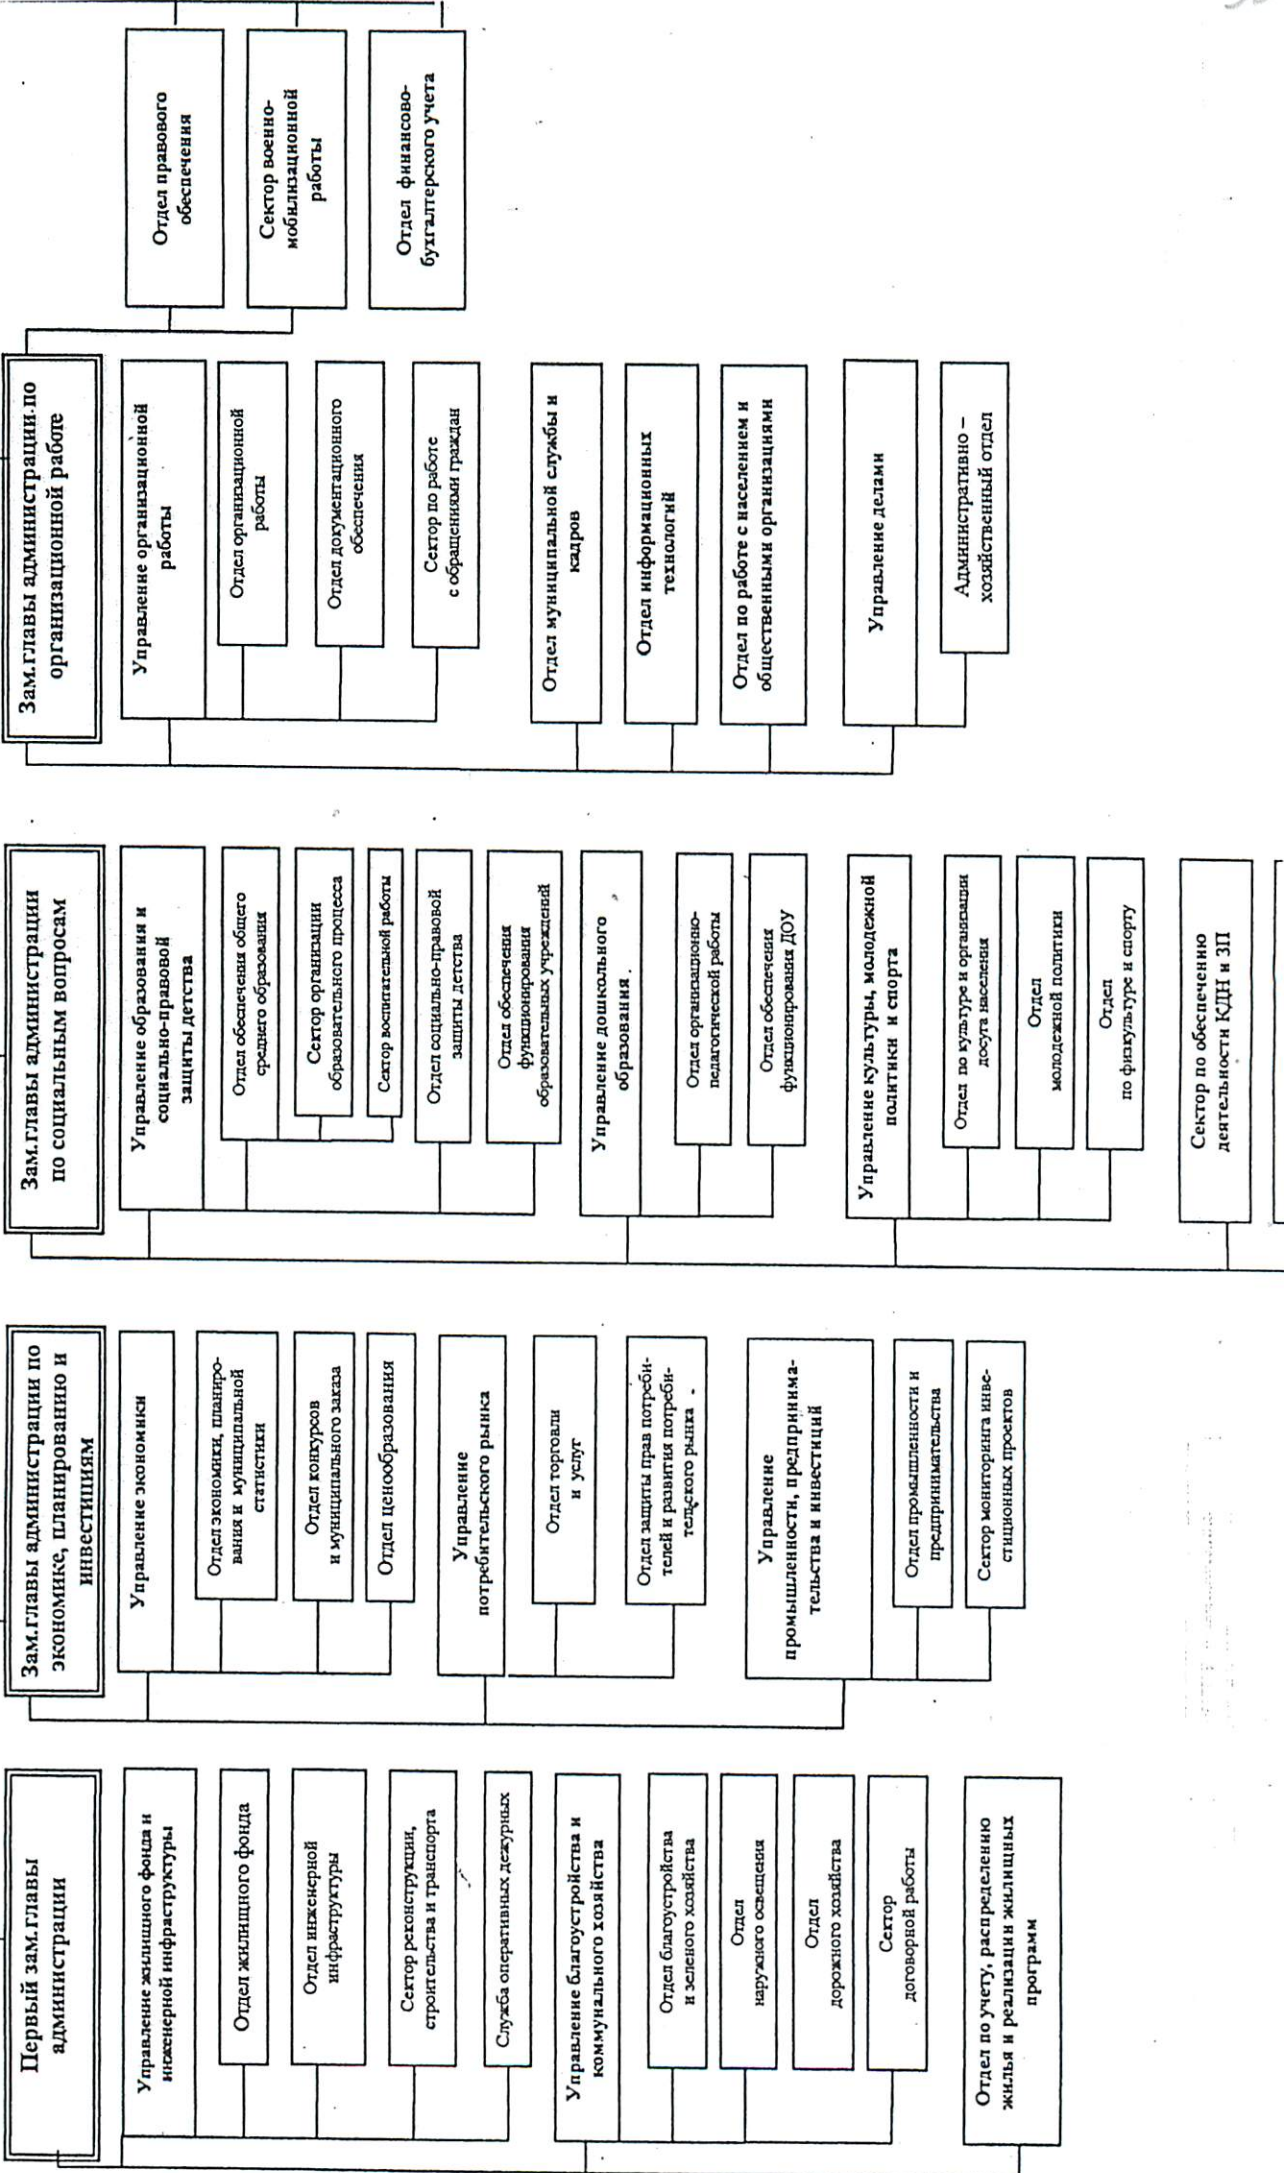 Первый зам.главы
администрации
Управление жилищного фонда и
инженерной инфраструктуры
Отдел жилищного фонда
Отдел инженерной
инфраструктуры
Сектор реконструкции,
строительства и транспорта
Служба оперативных дежурных
Управление благоустройства и
коммунального хозяйства
Отдел благоустройства
и зеленого хозяйства
Отдел
наружного освещения
Отдел
дорожного хозяйства
Сектор
договорной работы
Отдел по учету, распределению
жилья и реализации жилищных
программ
Зам.главы администрации по
экономике, планированию и
инвестициям
Управление экономики
Отдел экономики, планиро-
вания и муниципальной
статистики
Отдел конкурсов
и муниципального заказа
Отдел ценообразования
Управление
потребительского рынка
Отдел торговли
и услуг
Отдел защиты прав потреби-
телей и развития потреби-
тельского рынка
Управление
промышленности, предпринима-
тельства и инвестиций
Отдел промышленности и
предпринимательства
Сектор мониторинга инве-
стиционных проектов
Зам.главы администрации
по социальным вопросам
Управление образования и
социально-правовой
защиты детства
Отдел обеспечения общего
среднего образования
Сектор организации
образовательного процесса
Сектор воспитательной работы
Отдел социально-правовой
защиты детства
Отдел обеспечения
функционирования
образовательных учреждений
Управление дошкольного
образования
Отдел организационно-
педагогической работы
Отдел обеспечения
функционирования ДОУ
Управление культуры, молодежной
политики и спорта
Отдел по культуре и организации
досуга населения
Отдел
молодежной политики
Отдел
по физкультуре и спорту
Сектор по обеспечению
деятельности КДН и ЗП
Зам.главы администрации по
организационной работе
Управление организационной
работы
Отдел организационной
работы
Отдел документационного
обеспечения
Сектор по работе
с обращениями граждан
Отдел муниципальной службы и
кадров
Отдел информационных
технологий
Отдел по работе с населением и
общественными организациями
Управление делами
Административно –
хозяйственный отдел
Отдел правового
обеспечения
Сектор военно-
мобилизационной
работы
Отдел финансово-
бухгалтерского учета